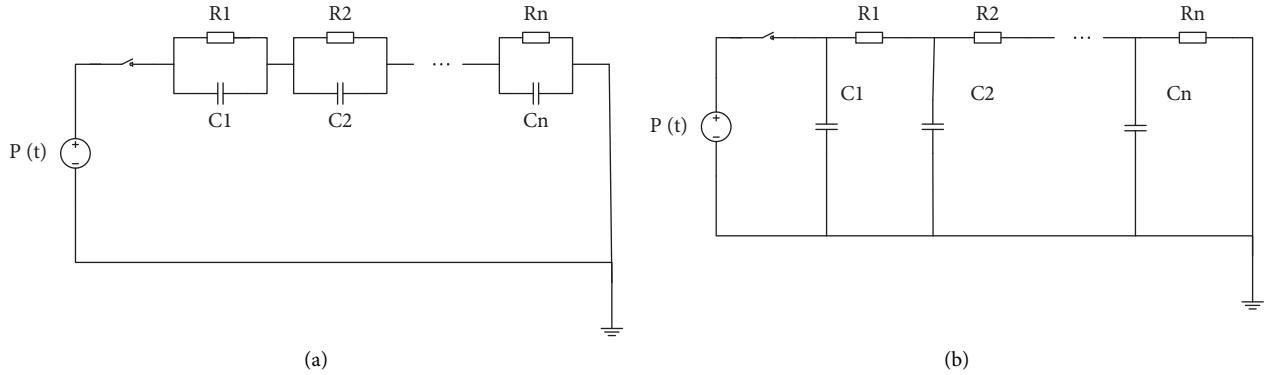 R1 R2 Rn
...
C1 C2 Cn
P (t)
+
−
(a)
R1 R2 Rn
...
C1 C2 Cn
P (t)
+
−
(b)